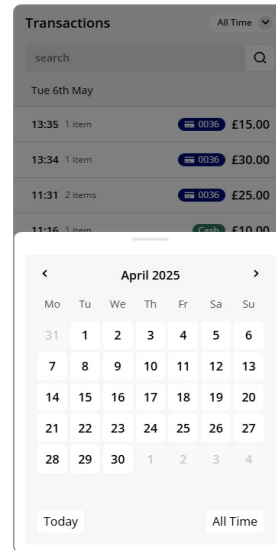 Transactions All Time
search
Tue 6th May
13:35 1 item 0036 £15.00
13:34 1 item 0036 £30.00
11:31 2 items 0036 £25.00
11:16 1 item Cash £10.00
April 2025
Mo Tu We Th Fr Sa Su
31 1 2 3 4 5 6
7 8 9 10 11 12 13
14 15 16 17 18 19 20
21 22 23 24 25 26 27
28 29 30 1 2 3 4
Today All Time